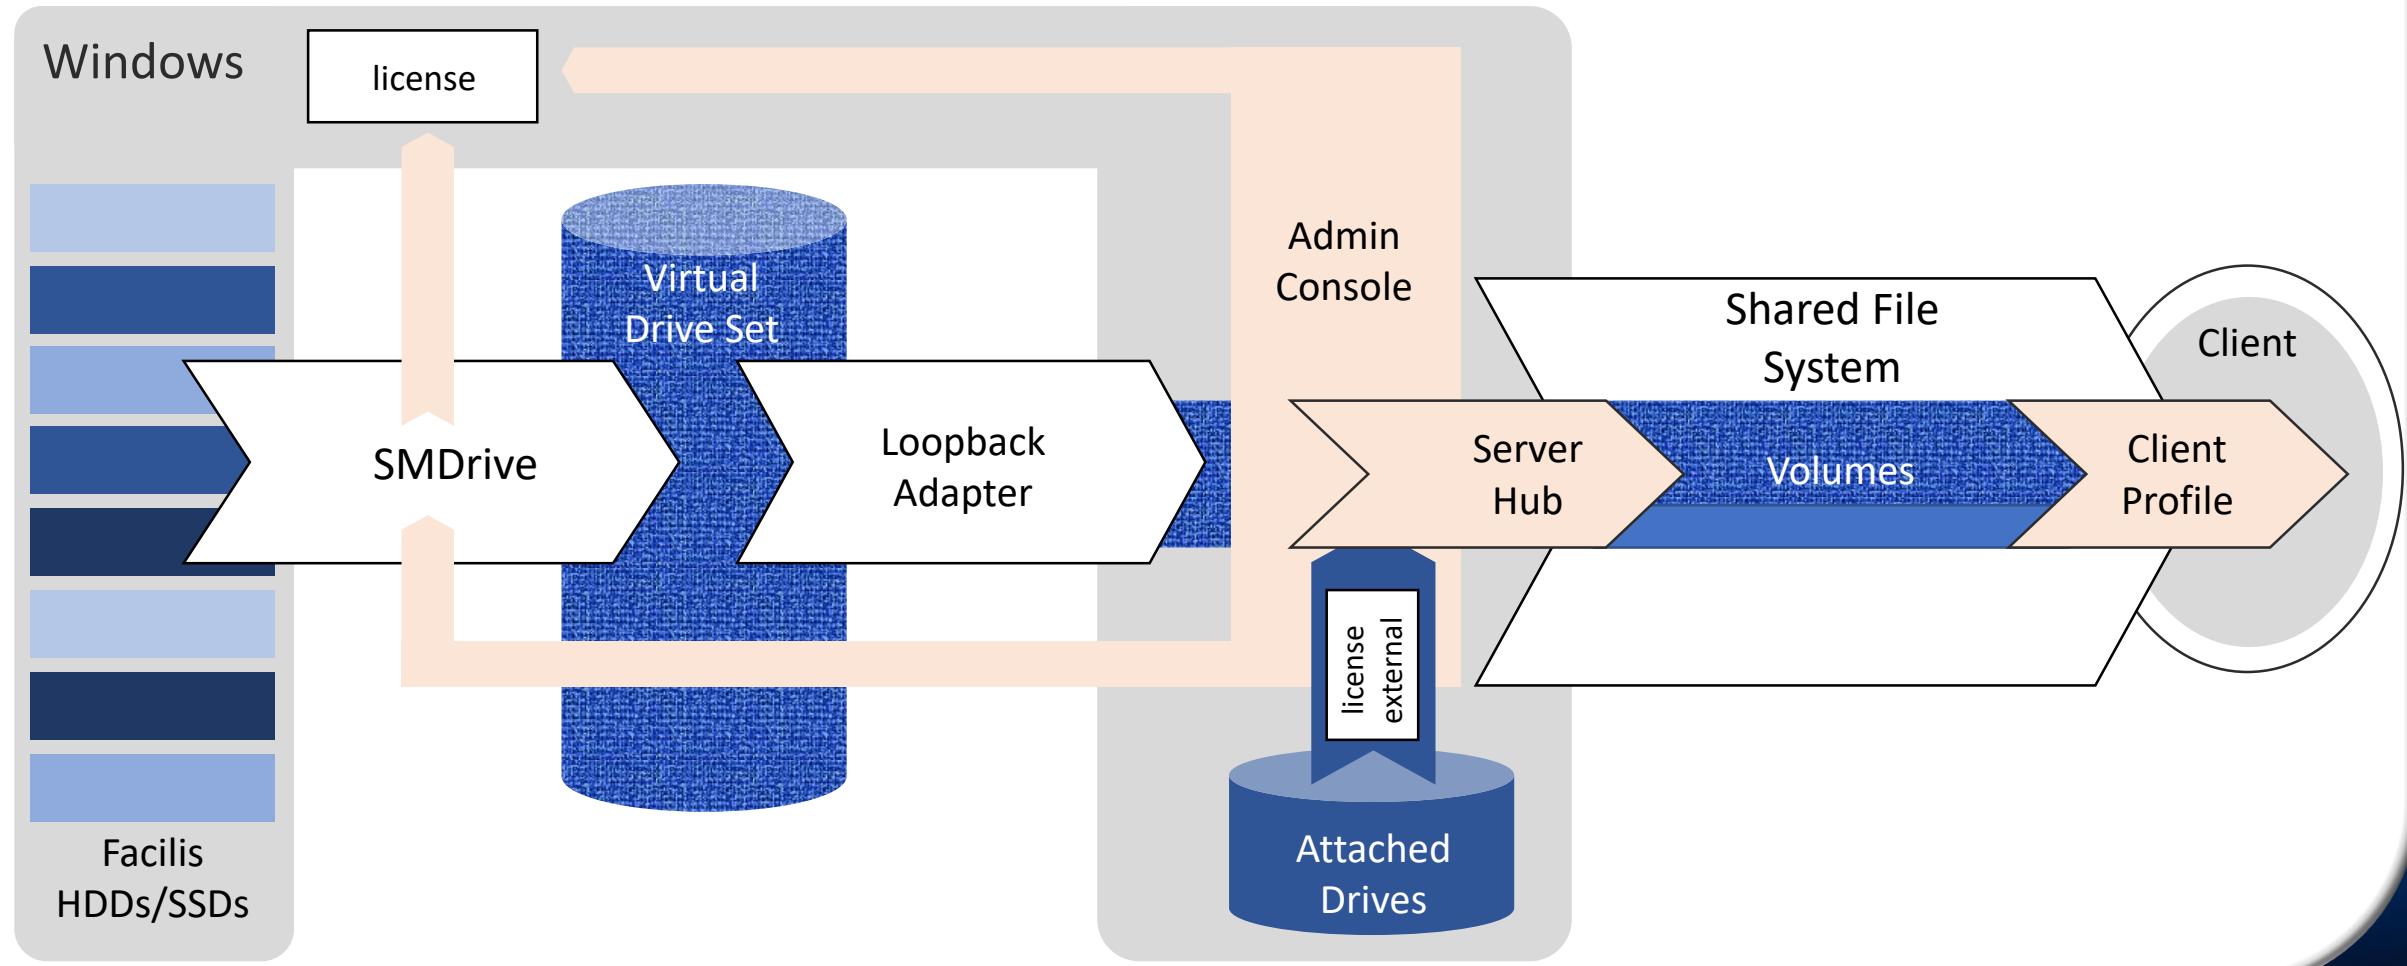 Windows
license
Virtual
Drive Set
Admin
Console
Shared File
System
Client
SMDrive
Loopback
Adapter
Server
Hub
Volumes
Client
Profile
license
external
Facilis
HDDs/SSDs
Attached
Drives